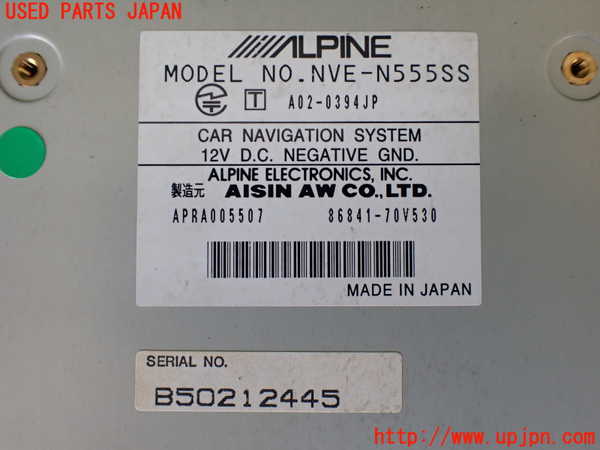 USED PARTS JAPAN
ALPINE
MODEL NO.NVE-N555SS
T A02-0394JP
CAR NAVIGATION SYSTEM
12V D.C. NEGATIVE GND.
ALPINE ELECTRONICS, INC.
製造元 AISIN AW CO.,LTD.
APRA005507 86841-70V530
MADE IN JAPAN
SERIAL NO.
B50212445
http://www.upjpn.com/